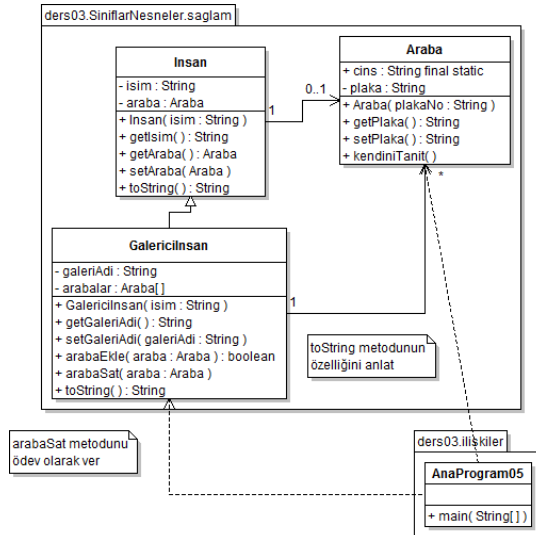 ders03.SiniflarNesneler.saglam
Insan
- isim : String
- araba : Araba
+ Insan( isim : String )
+ getIsim( ) : String
+ getAraba( ) : Araba
+ setAraba( Araba )
+ toString( ) : String
1
0..1
Araba
+ cins : String final static
- plaka : String
+ Araba( plakaNo : String )
+ getPlaka( ) : String
+ setPlaka( ) : String
+ kendiniTanit( )
*
GalericiInsan
- galeriAdi : String
- arabalar : Araba[ ]
+ GalericiInsan( isim : String )
+ getGaleriAdi( ) : String
+ setGaleriAdi( galeriAdi : String )
+ arabaEkle( araba : Araba ) : boolean
+ arabaSat( araba : Araba )
+ toString( ) : String
1
toString metodunun
özelliğini anlat
arabaSat metodunu
ödev olarak ver
ders03.iliskiler
AnaProgram05
+ main( String[ ] )